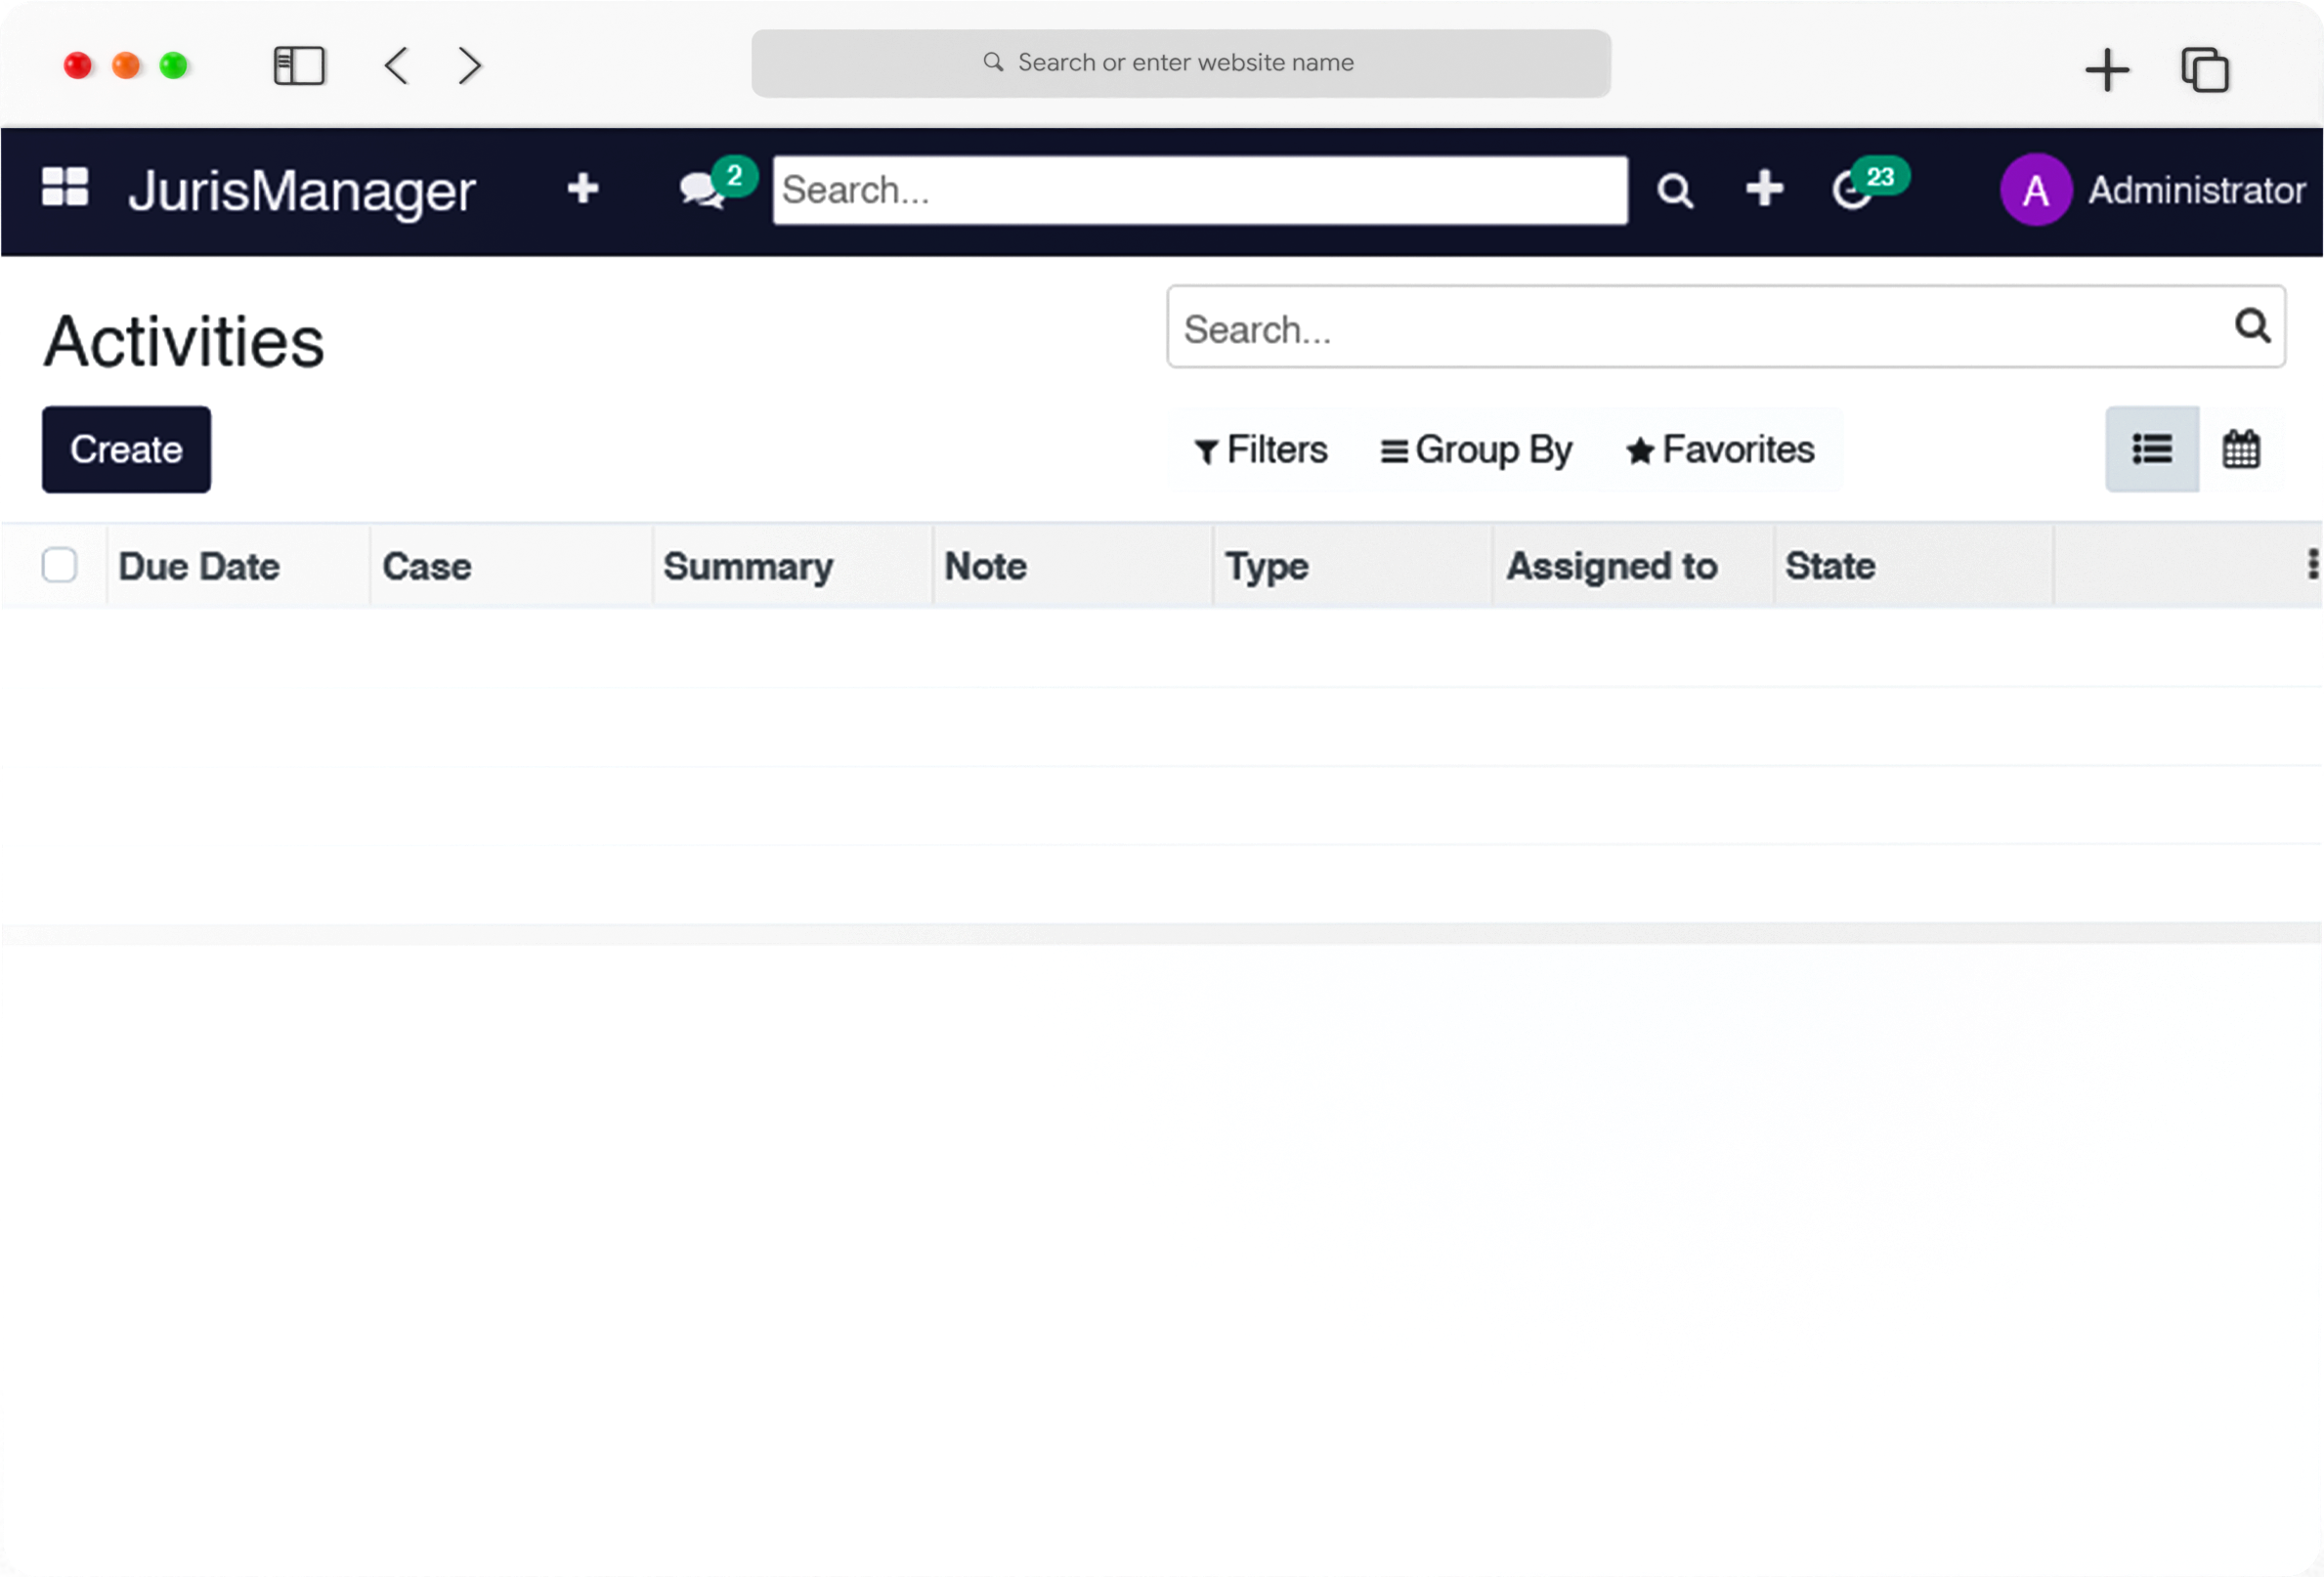 Search or enter website name
JurisManager 2 Search... 23 A Administrator
Activities Search...
Create Filters Group By Favorites
Due Date Case Summary Note Type Assigned to State